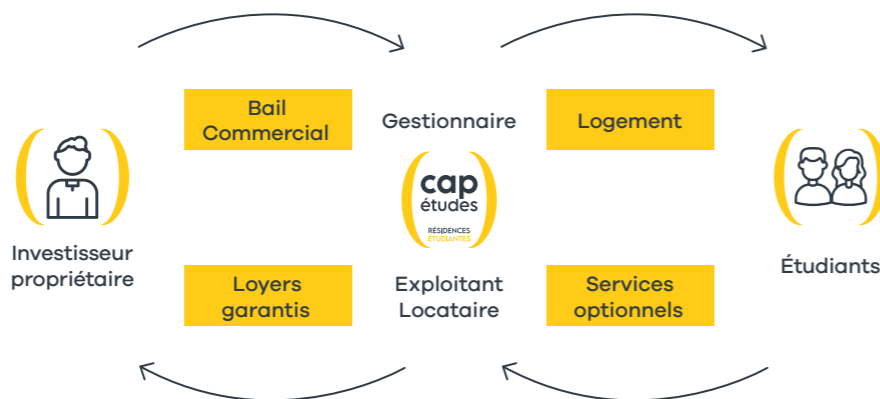 Bail
Commercial
Gestionnaire
Logement
cap
études
RÉSIDENCES
ÉTUDIANTES
Investisseur
propriétaire
Étudiants
Loyers
garantis
Exploitant
Locataire
Services
optionnels